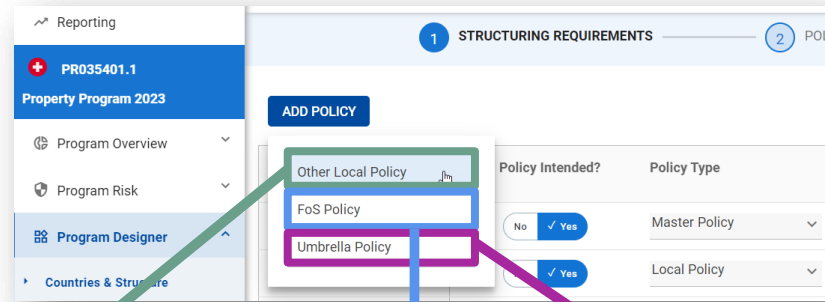 Reporting
PR035401.1
Property Program 2023
Program Overview
Program Risk
Program Designer
Countries & Structure
1 STRUCTURING REQUIREMENTS
2 POL
ADD POLICY
Other Local Policy
FoS Policy
Umbrella Policy
Policy Intended? Policy Type
No Yes Master Policy
Yes Local Policy